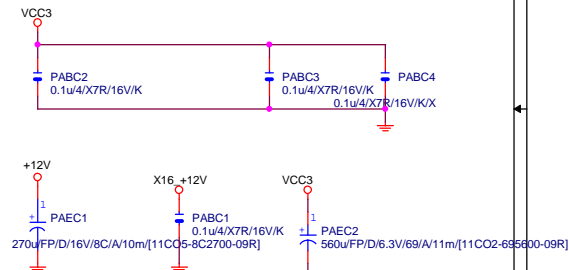 VCC3
PABC2
0.1u/4/X7R/16V/K
PABC3
0.1u/4/X7R/16V/K
PABC4
0.1u/4/X7R/16V/K/X
+12V
1
+
PAEC1
270u/FP/D/16V/8C/A/10m/[11CO5-8C2700-09R]
X16_+12V
PABC1
0.1u/4/X7R/16V/K
VCC3
1
+
PAEC2
560u/FP/D/6.3V/69/A/11m/[11CO2-695600-09R]